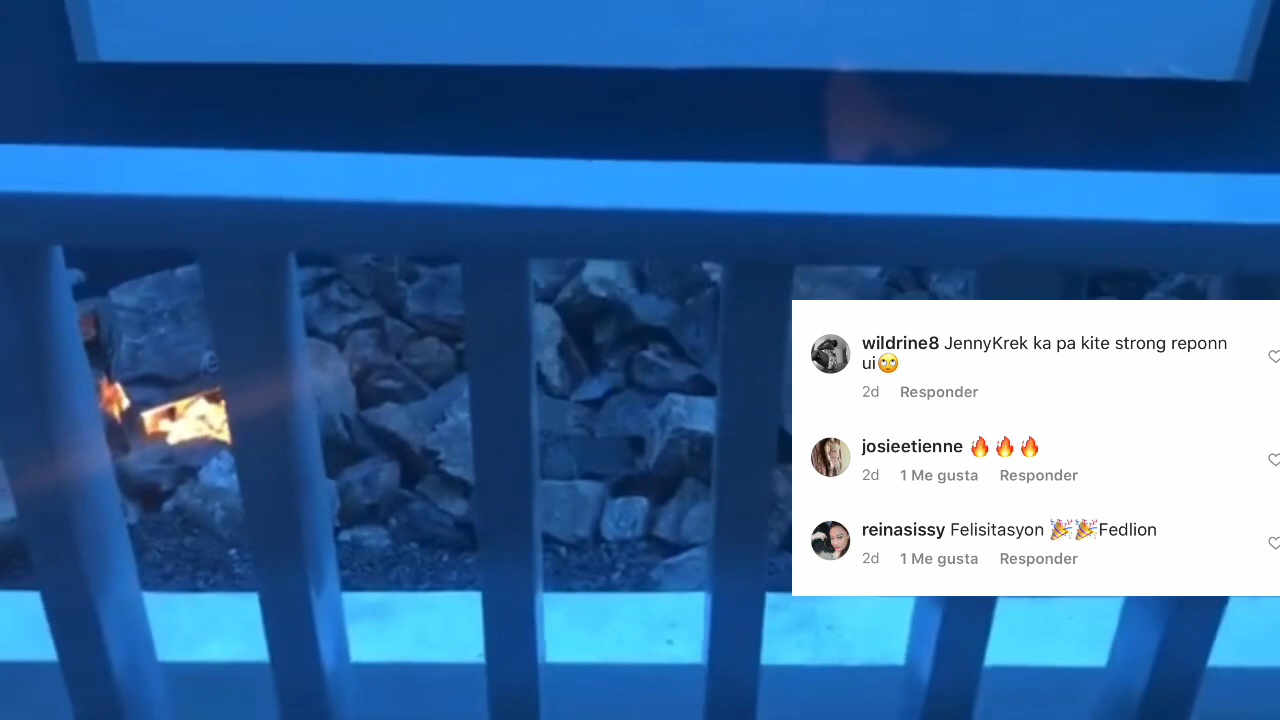 wildrine8 JennyKrek ka pa kite strong reponn
ui🙄
2d Responder
josieetienne 🔥🔥🔥
2d 1 Me gusta Responder
reinasissy Felisitasyon 🎉🎉Fedlion
2d 1 Me gusta Responder